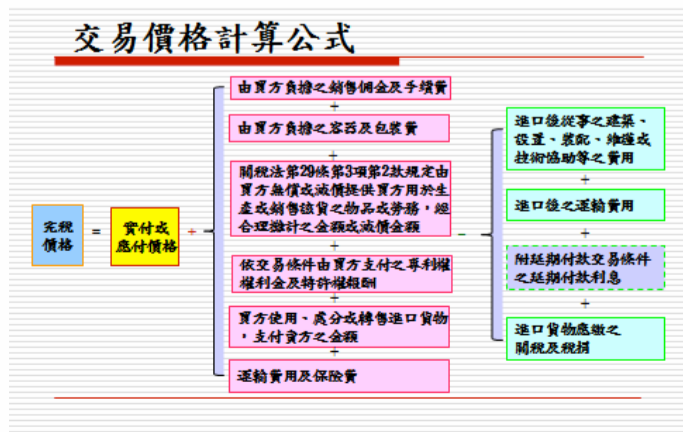 交易價格計算公式
完稅
價格
=
實付或
應付價格
+
由買方負擔之銷售佣金及手續費
+
由買方負擔之容器及包裝費
+
關稅法第29條第3項第2款規定由
買方無償或減價提供賣方用於生
產或銷售該貨之物品或勞務，經
合理攤計之金額或減價金額
+
依交易條件由買方支付之專利權
權利金及特許權報酬
+
買方使用、處分或轉售進口貨物
，支付賣方之金額
+
運輸費用及保險費
-
進口後從事之建築、
設置、裝配、維護或
技術協助等之費用
+
進口後之運輸費用
+
附延期付款交易條件
之延期付款利息
+
進口貨物應繳之
關稅及稅捐